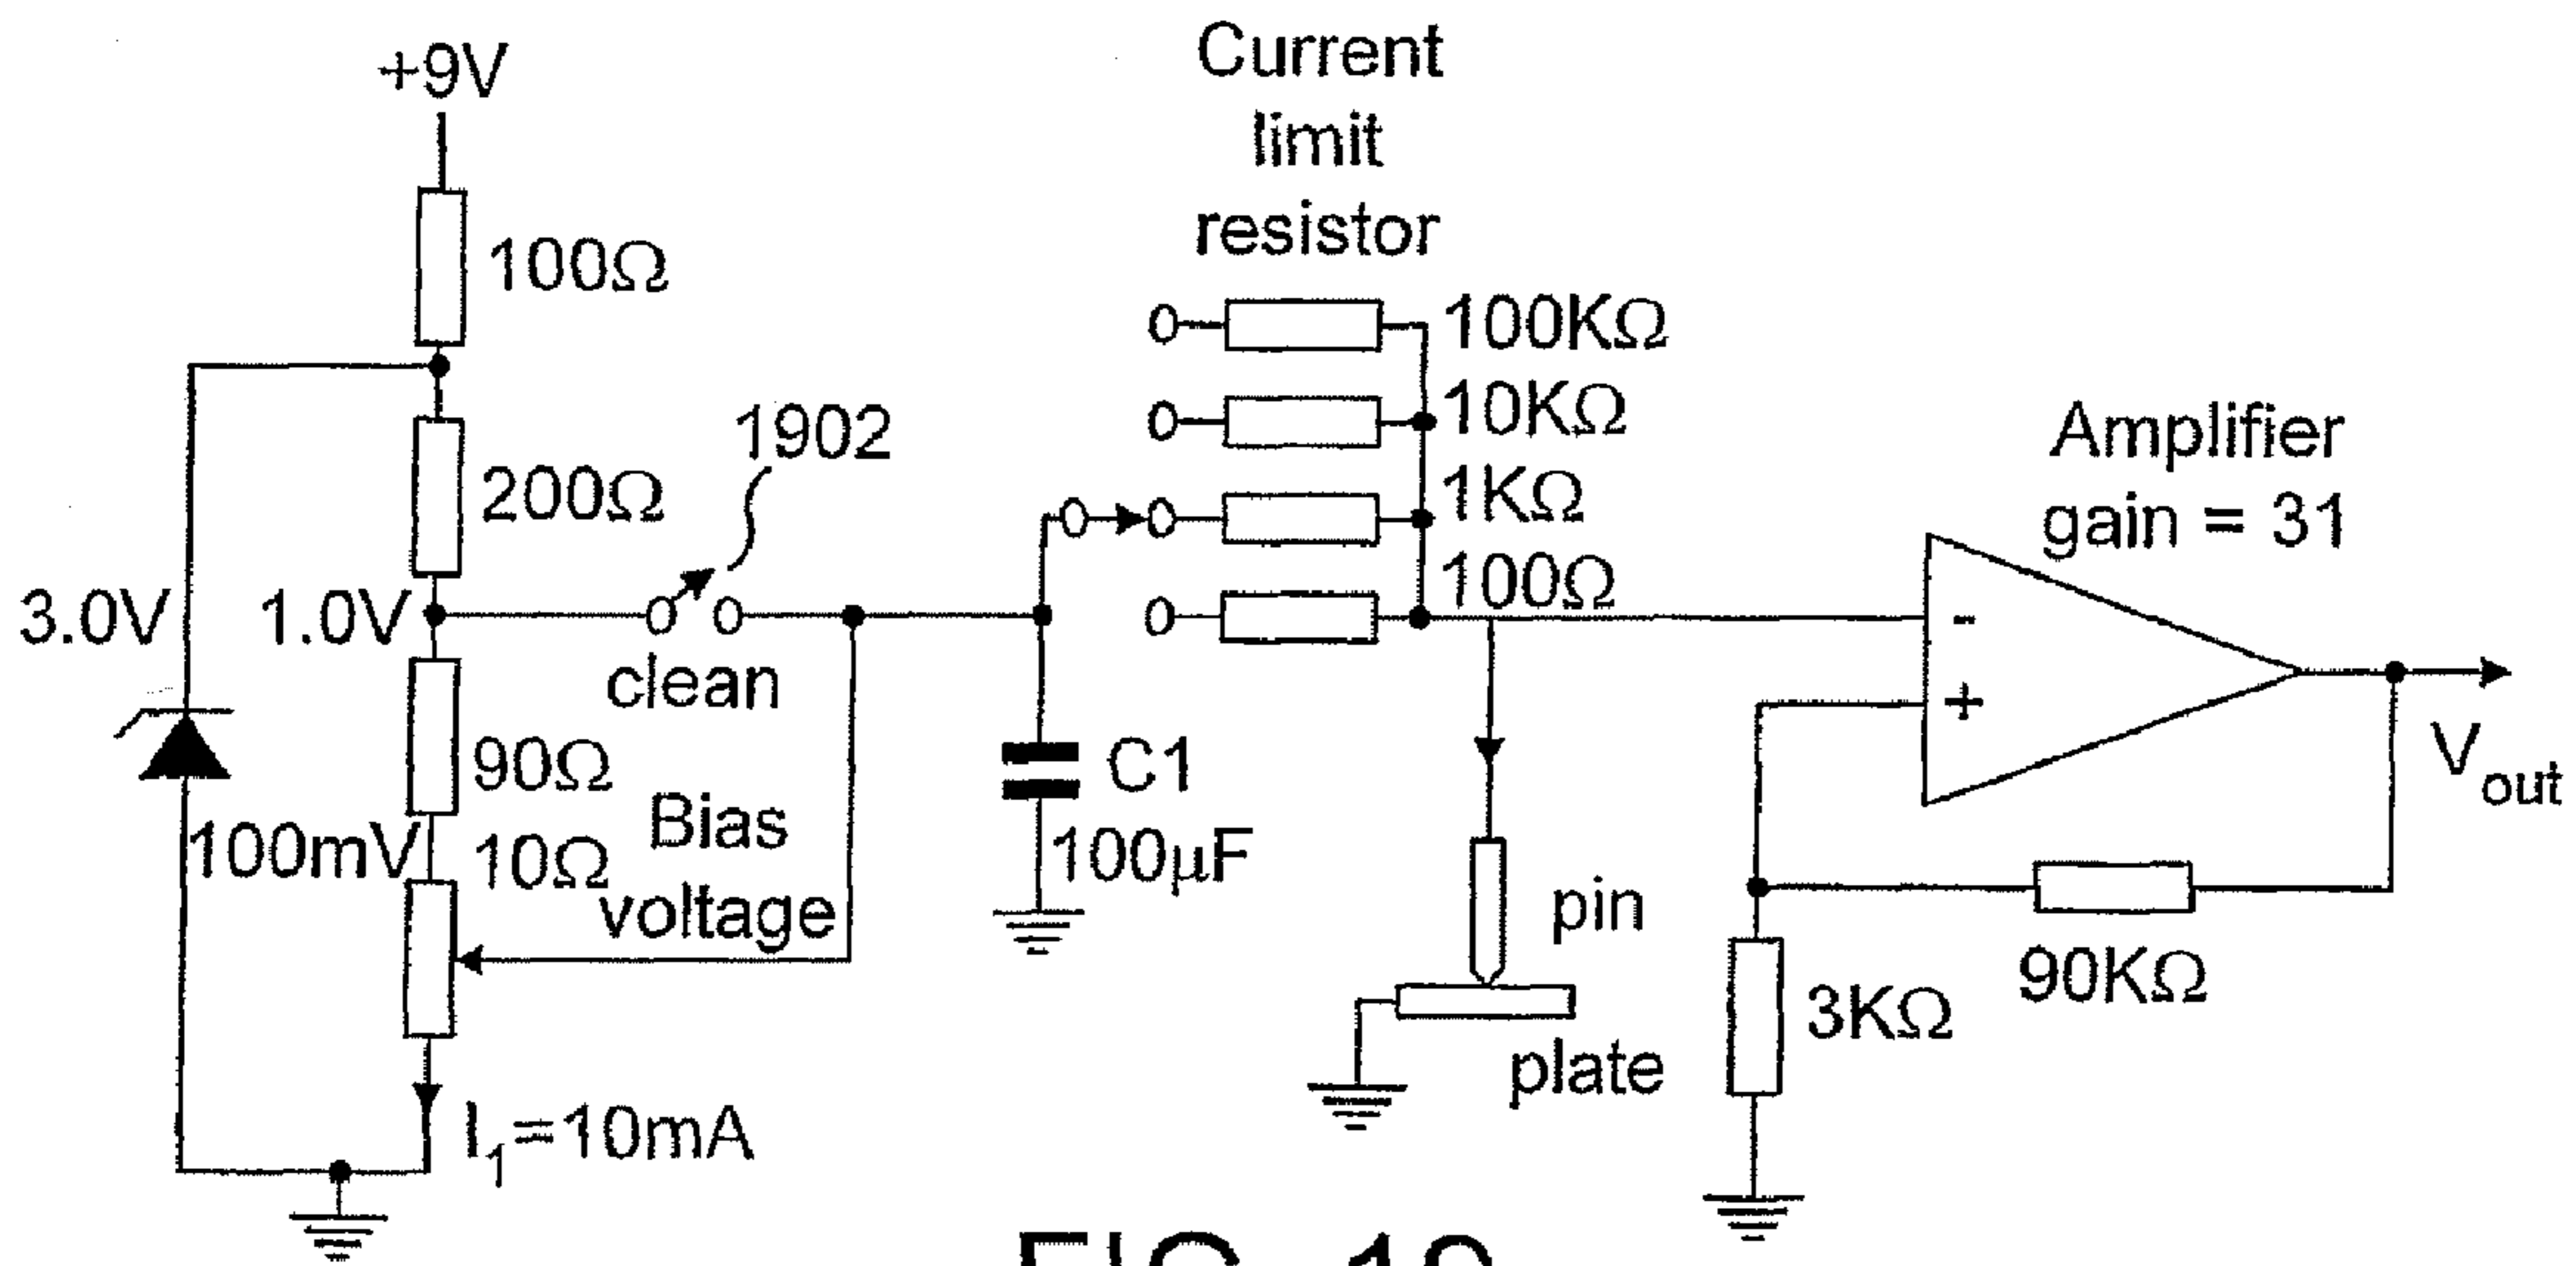 +9V
100Ω
200Ω
3.0V
1.0V
1902
clean
90Ω
100mV
10Ω
Bias
voltage
I1=10mA
C1
100µF
Current
limit
resistor
100KΩ
10KΩ
1KΩ
100Ω
pin
plate
Amplifier
gain = 31
-
+
Vout
90KΩ
3KΩ